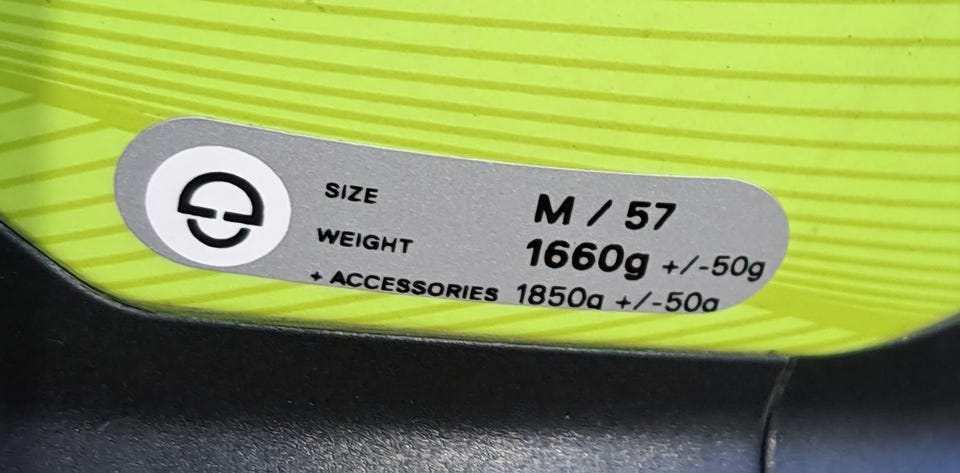 SIZE M / 57
WEIGHT 1660g +/-50g
+ ACCESSORIES 1850g +/-50g